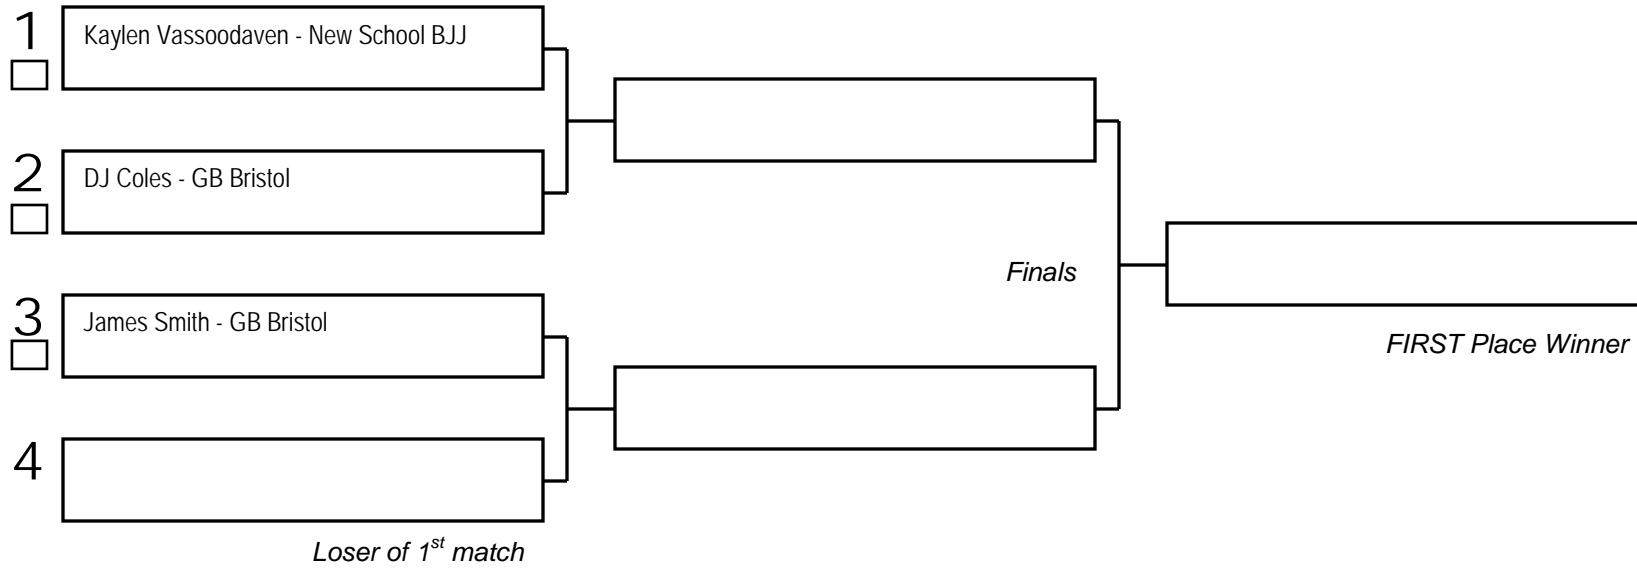 1
Kaylen Vassoodaven - New School BJJ
2
DJ Coles - GB Bristol
Finals
3
James Smith - GB Bristol
FIRST Place Winner
4
Loser of 1st match